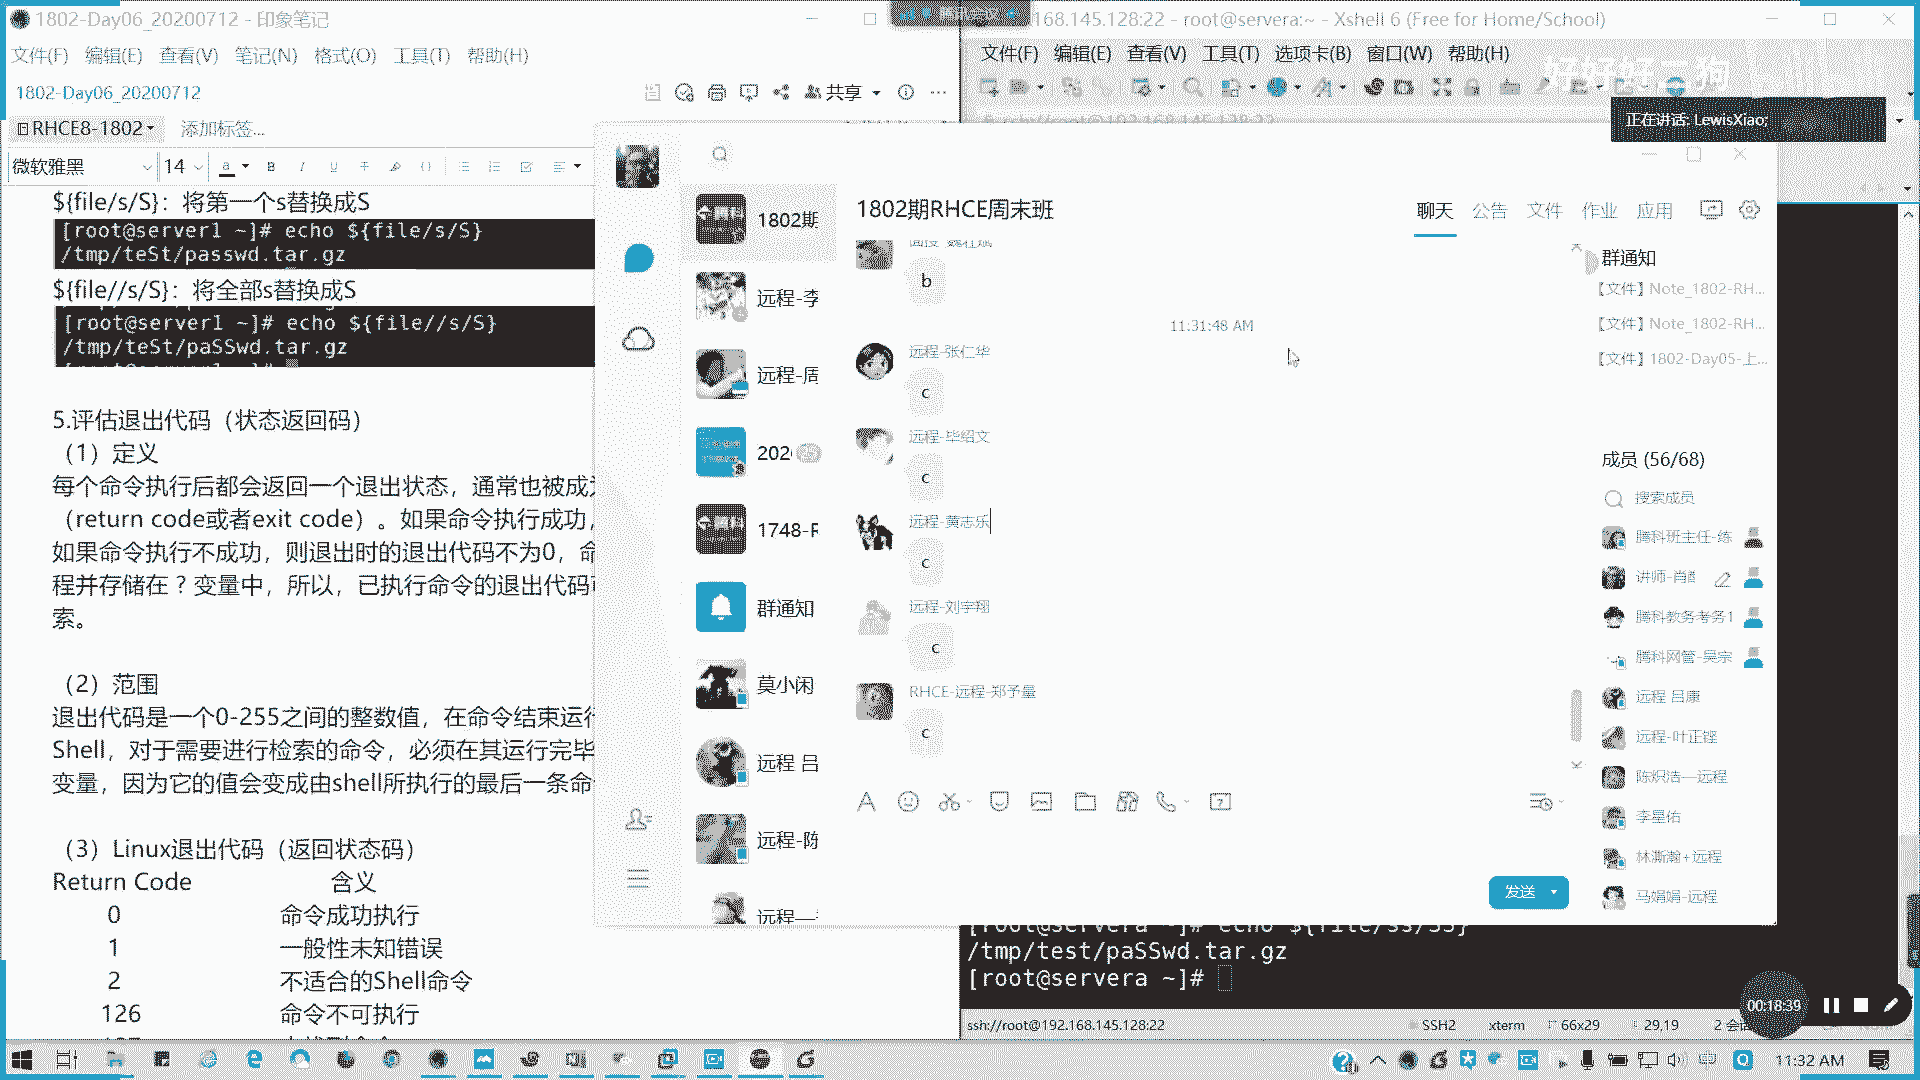 1802-Day06_20200712 - 印象笔记
文件(F) 编辑(E) 查看(V) 笔记(N) 格式(O) 工具(T) 帮助(H)
1802-Day06_20200712
共享
RHCE8-1802
添加标签...
微软雅黑
14
${file/s/S}：将第一个s替换成S
[root@server1 ~]# echo ${file/s/S}
/tmp/teSt/passwd.tar.gz
${file//s/S}：将全部s替换成S
[root@server1 ~]# echo ${file//s/S}
/tmp/teSt/paSSwd.tar.gz
5.评估退出代码（状态返回码）
（1）定义
每个命令执行后都会返回一个退出状态，通常也被成
（return code或者exit code）。如果命令执行成功，
如果命令执行不成功，则退出时的退出代码不为0，
程并存储在？变量中，所以，已执行命令的退出代码
索。
（2）范围
退出代码是一个0-255之间的整数值，在命令结束运
Shell，对于需要进行检索的命令，必须在其运行完毕
变量，因为它的值会变成由shell所执行的最后一条命
（3）Linux退出代码（返回状态码）
Return Code 含义
0 命令成功执行
1 一般性未知错误
2 不适合的Shell命令
126 命令不可执行
腾讯会议
168.145.128:22 - root@servera:~ - Xshell 6 (Free for Home/School)
文件(F) 编辑(E) 查看(V) 工具(T) 选项卡(B) 窗口(W) 帮助(H)
好好好二狗
正在讲话: LewisXiao;
1802期
远程-李
远程-周
202
1748-F
群通知
莫小闲
远程 吕
远程-陈
1802期RHCE周末班
聊天 公告 文件 作业 应用
b
11:31:48 AM
远程-张仁华
c
远程-毕绍文
c
远程-黄志乐
c
远程-刘宇翔
c
RHCE-远程-郑予量
c
发送
群通知
【文件】Note_1802-RH...
【文件】Note_1802-RH...
【文件】1802-Day05-上...
成员 (56/68)
搜索成员
腾科班主任-练
讲师-肖
腾科教务考务1
腾科网管-吴宗
远程 吕康
远程-叶正铿
陈炽洁—远程
李星佑
林澌瀚+远程
马娟娟-远程
[root@servera ~]# echo ${file/ss/SS}
/tmp/test/paSSwd.tar.gz
[root@servera ~]#
ssh://root@192.168.145.128:22
SSH2
xterm
66x29
29,19
00:18:39
11:32 AM